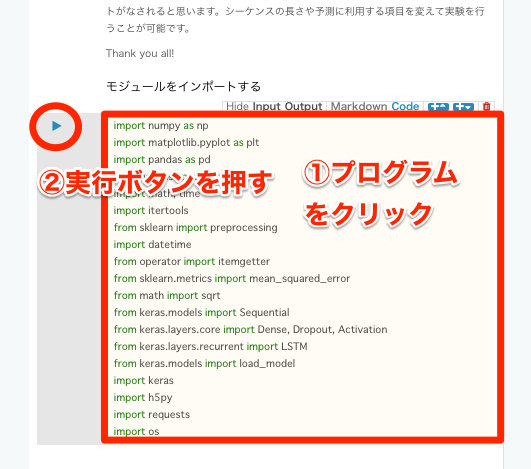 トがなされると思います。シーケンスの長さや予測に利用する項目を変えて実験を行
うことが可能です。
Thank you all!
モジュールをインポートする
Hide Input Output Markdown Code
import numpy as np
import matplotlib.pyplot as plt
import pandas as pd
②実行ボタンを押す
①プログラム
をクリック
import math, time
import itertools
from sklearn import preprocessing
import datetime
from operator import itemgetter
from sklearn.metrics import mean_squared_error
from math import sqrt
from keras.models import Sequential
from keras.layers.core import Dense, Dropout, Activation
from keras.layers.recurrent import LSTM
from keras.models import load_model
import keras
import h5py
import requests
import os